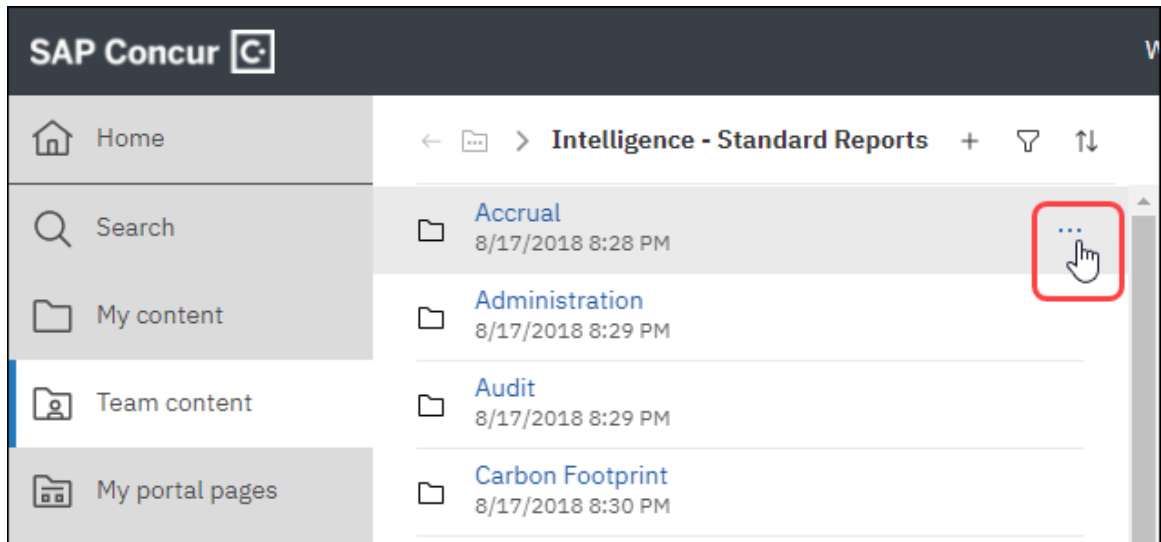 SAP Concur C
Home
Search
My content
Team content
My portal pages
Intelligence - Standard Reports
Accrual
8/17/2018 8:28 PM
Administration
8/17/2018 8:29 PM
Audit
8/17/2018 8:29 PM
Carbon Footprint
8/17/2018 8:30 PM